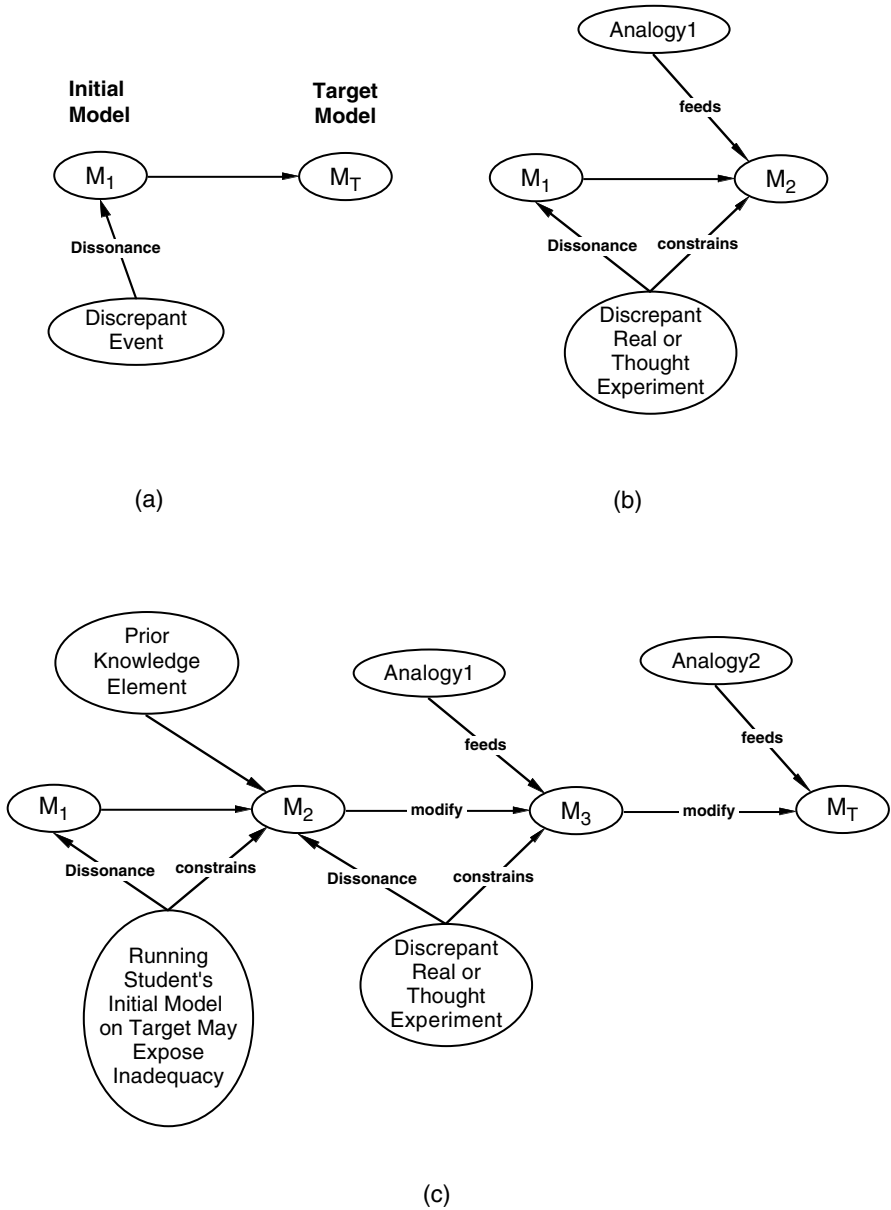 Initial
Model
Target
Model
M1
MT
Dissonance
Discrepant
Event
(a)
Analogy1
feeds
M1
M2
Dissonance
constrains
Discrepant
Real or
Thought
Experiment
(b)
Prior
Knowledge
Element
Analogy1
Analogy2
feeds
feeds
M1
M2
modify
M3
modify
MT
Dissonance
constrains
Dissonance
constrains
Running
Student's
Initial Model
on Target May
Expose
Inadequacy
Discrepant
Real or
Thought
Experiment
(c)